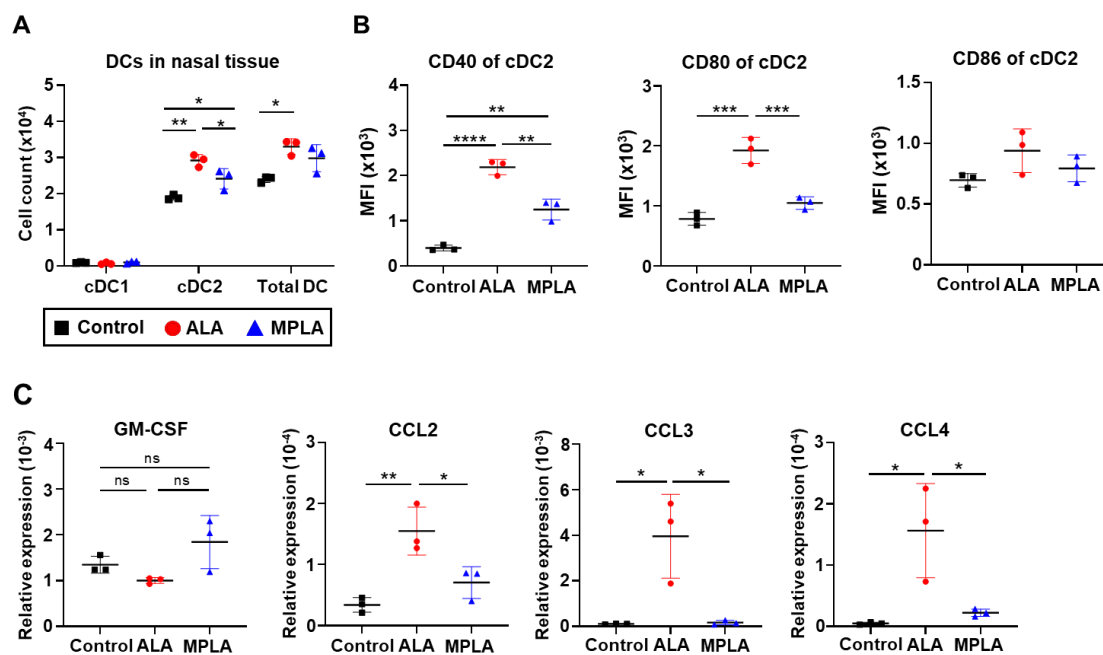 A
DCs in nasal tissue
Cell count (x10⁴)
5
4
3
2
1
0
*
**
*
*
cDC1 cDC2 Total DC
Control ALA MPLA
B
CD40 of cDC2
MFI (x10³)
4
3
2
1
0
**
**** **
Control ALA MPLA
CD80 of cDC2
MFI (x10³)
3
2
1
0
*** ***
Control ALA MPLA
CD86 of cDC2
MFI (x10³)
1.5
1.0
0.5
0.0
Control ALA MPLA
C
GM-CSF
Relative expression (10⁻³)
4
3
2
1
0
ns
ns ns
Control ALA MPLA
CCL2
Relative expression (10⁻⁴)
3
2
1
0
** *
Control ALA MPLA
CCL3
Relative expression (10⁻³)
8
6
4
2
0
* *
Control ALA MPLA
CCL4
Relative expression (10⁻⁴)
3
2
1
0
* *
Control ALA MPLA